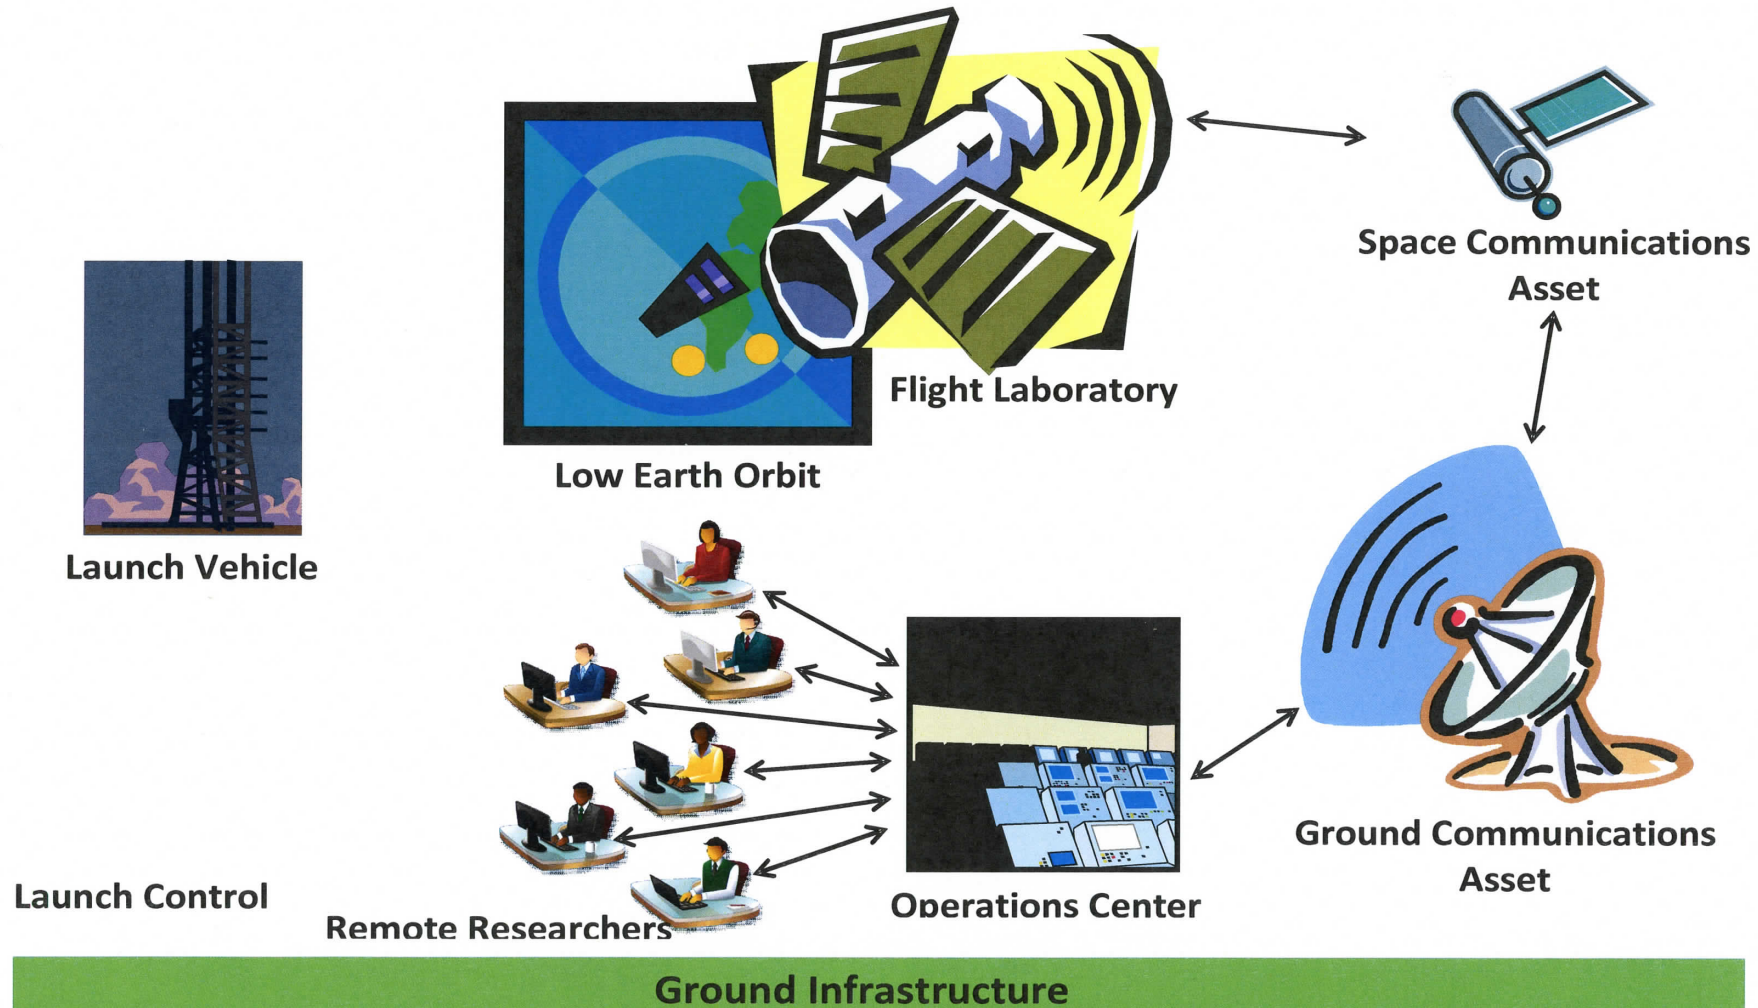 Space Communications
Asset
Flight Laboratory
Low Earth Orbit
Launch Vehicle
Ground Communications
Asset
Launch Control
Operations Center
Remote Researchers
Ground Infrastructure